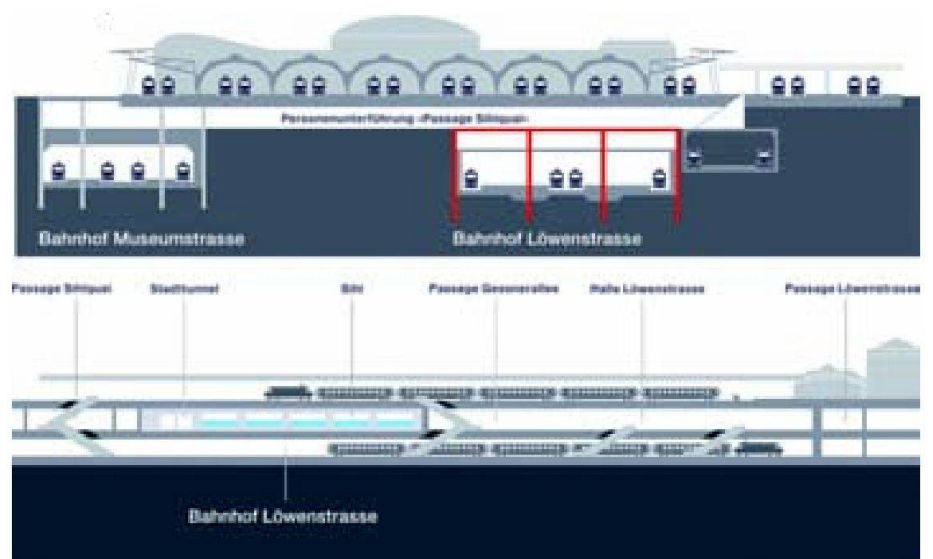 Personenunterführung «Passage Sihlquai»
Bahnhof Museumstrasse
Bahnhof Löwenstrasse
Passage Sihlquai
Stadttunnel
Sihl
Passage Gessnerallee
Halle Löwenstrasse
Passage Löwenstrasse
Bahnhof Löwenstrasse